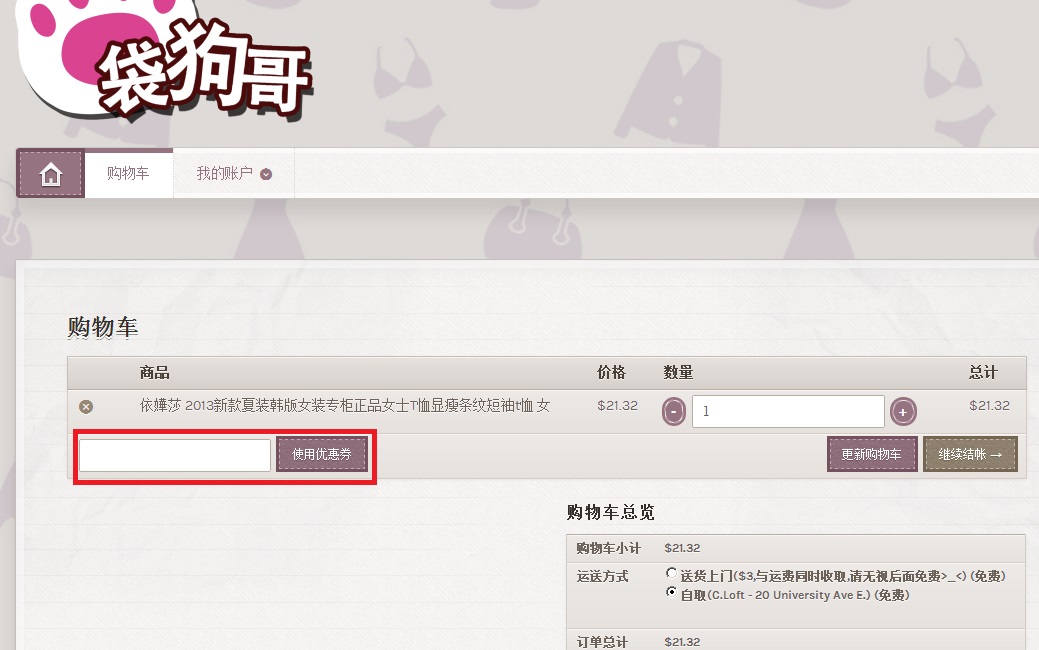 袋狗哥
购物车 我的账户
购物车
商品 价格 数量 总计
依婕莎 2013新款夏装韩版女装专柜正品女士T恤显瘦条纹短袖t恤 女 $21.32 - 1 + $21.32
使用优惠券 更新购物车 继续结帐 →
购物车总览
购物车小计 $21.32
运送方式 送货上门($3,与运费同时收取,请无视后面免费>_<) (免费)
自取(C.Loft - 20 University Ave E.) (免费)
订单总计 $21.32